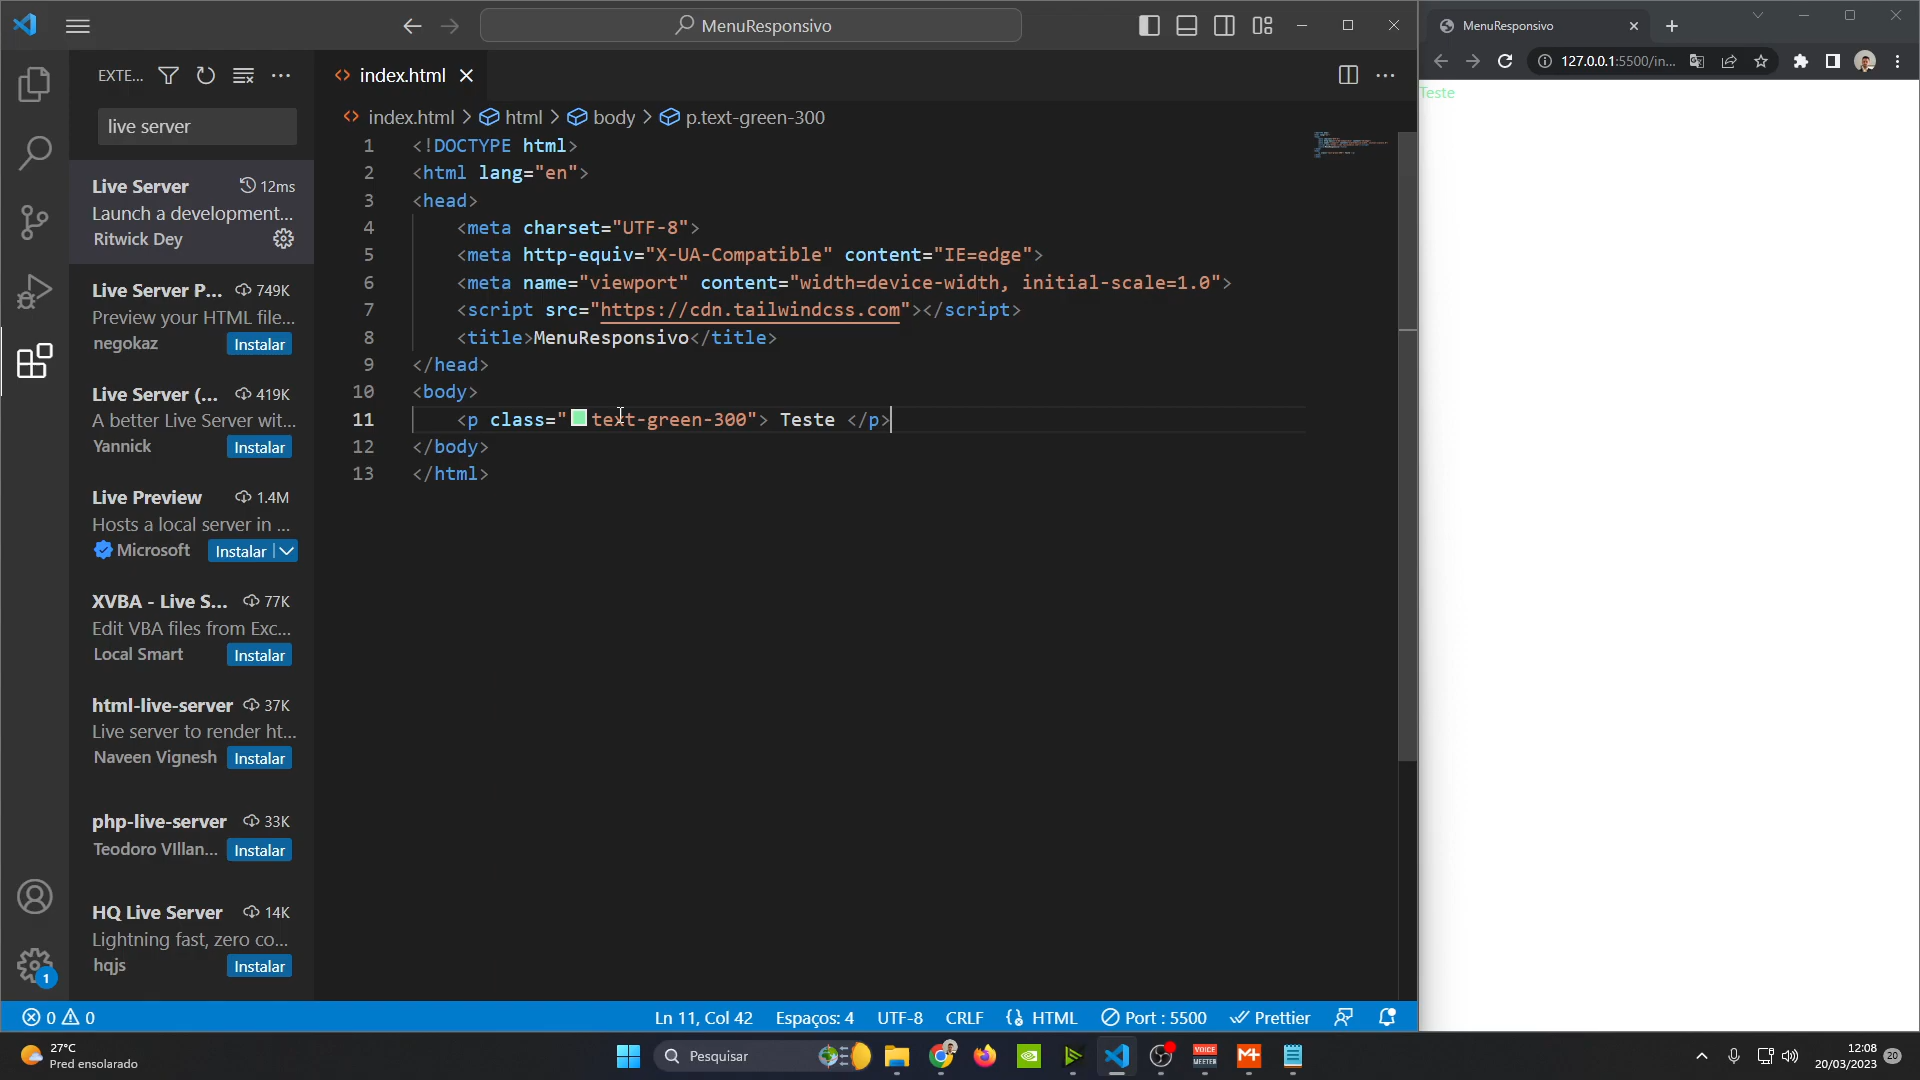 MenuResponsivo
EXTE...
live server
Live Server 12ms
Launch a development...
Ritwick Dey
Live Server P... 749K
Preview your HTML file...
negokaz Instalar
Live Server (... 419K
A better Live Server wit...
Yannick Instalar
Live Preview 1.4M
Hosts a local server in ...
Microsoft Instalar
XVBA - Live S... 77K
Edit VBA files from Exc...
Local Smart Instalar
html-live-server 37K
Live server to render ht...
Naveen Vignesh Instalar
php-live-server 33K
Teodoro VIllan... Instalar
HQ Live Server 14K
Lightning fast, zero co...
hqjs Instalar
1
index.html
index.html > html > body > p.text-green-300
1 <!DOCTYPE html>
2 <html lang="en">
3 <head>
4 <meta charset="UTF-8">
5 <meta http-equiv="X-UA-Compatible" content="IE=edge">
6 <meta name="viewport" content="width=device-width, initial-scale=1.0">
7 <script src="https://cdn.tailwindcss.com"></script>
8 <title>MenuResponsivo</title>
9 </head>
10 <body>
11 <p class="text-green-300"> Teste </p>
12 </body>
13 </html>
0 0 Ln 11, Col 42 Espaços: 4 UTF-8 CRLF HTML Port : 5500 Prettier
MenuResponsivo
127.0.0.1:5500/in...
Teste
27°C
Pred ensolarado
Pesquisar
VOICE
MEETER
12:08
20/03/2023
20